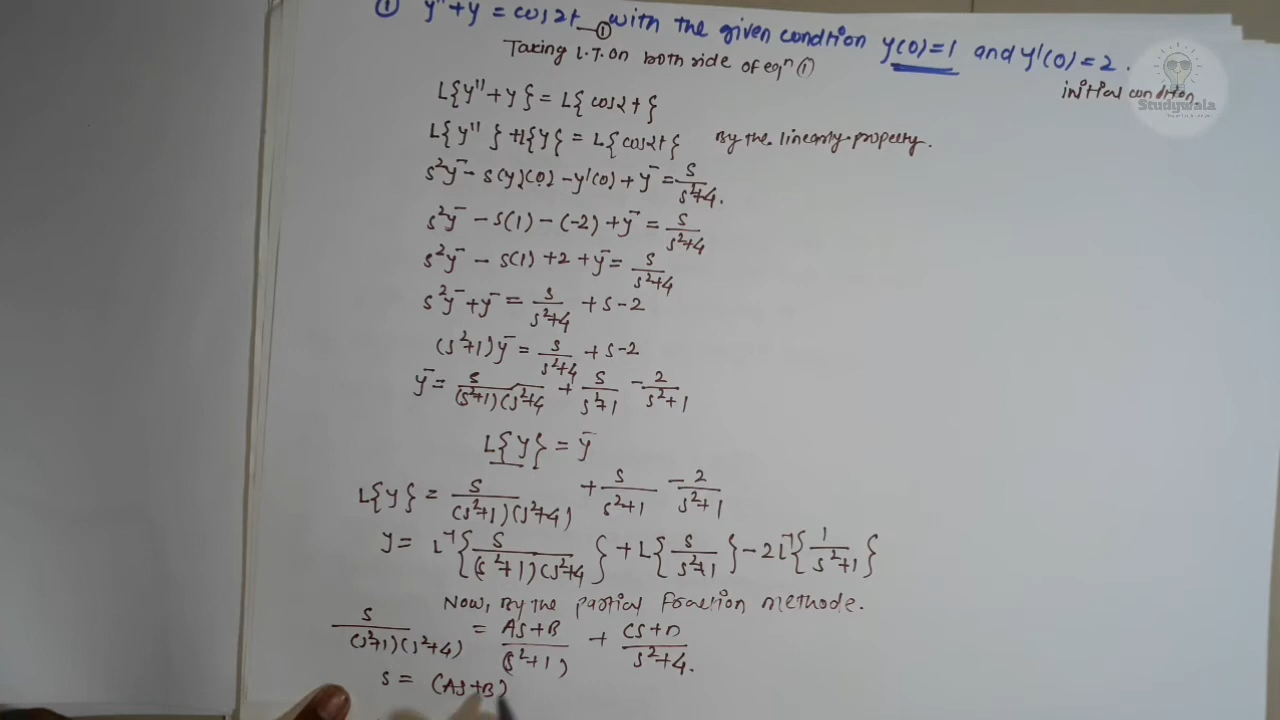 ① y''+y = cos2t —① with the given condtion y(0)=1 and y'(0)=2.
Taking L.T. on both side of eqⁿ ①
initial conditon.
Studywala
L{y''+y} = L{cos2t}
L{y''} + L{y} = L{cos2t} By the linearly property.
s²ȳ - s(y)(0) - y'(0) + ȳ = s/(s²+4).
s²ȳ - s(1) - (-2) + ȳ = s/(s²+4)
s²ȳ - s(1) + 2 + ȳ = s/(s²+4)
s²ȳ + ȳ = s/(s²+4) + s-2
(s²+1)ȳ = s/(s²+4) + s-2
ȳ = s/((s²+1)(s²+4) + s/(s²+1) - 2/(s²+1)
L{y} = ȳ
L{y} = s/((s²+1)(s²+4)) + s/(s²+1) - 2/(s²+1)
y = L⁻¹{s/((s²+1)(s²+4)} + L{s/(s²+1)} - 2L⁻¹{1/(s²+1)}
Now, By the partial Fraction methode.
s/((s²+1)(s²+4)) = As+B/(s²+1) + Cs+D/s²+4.
s = (As+B)